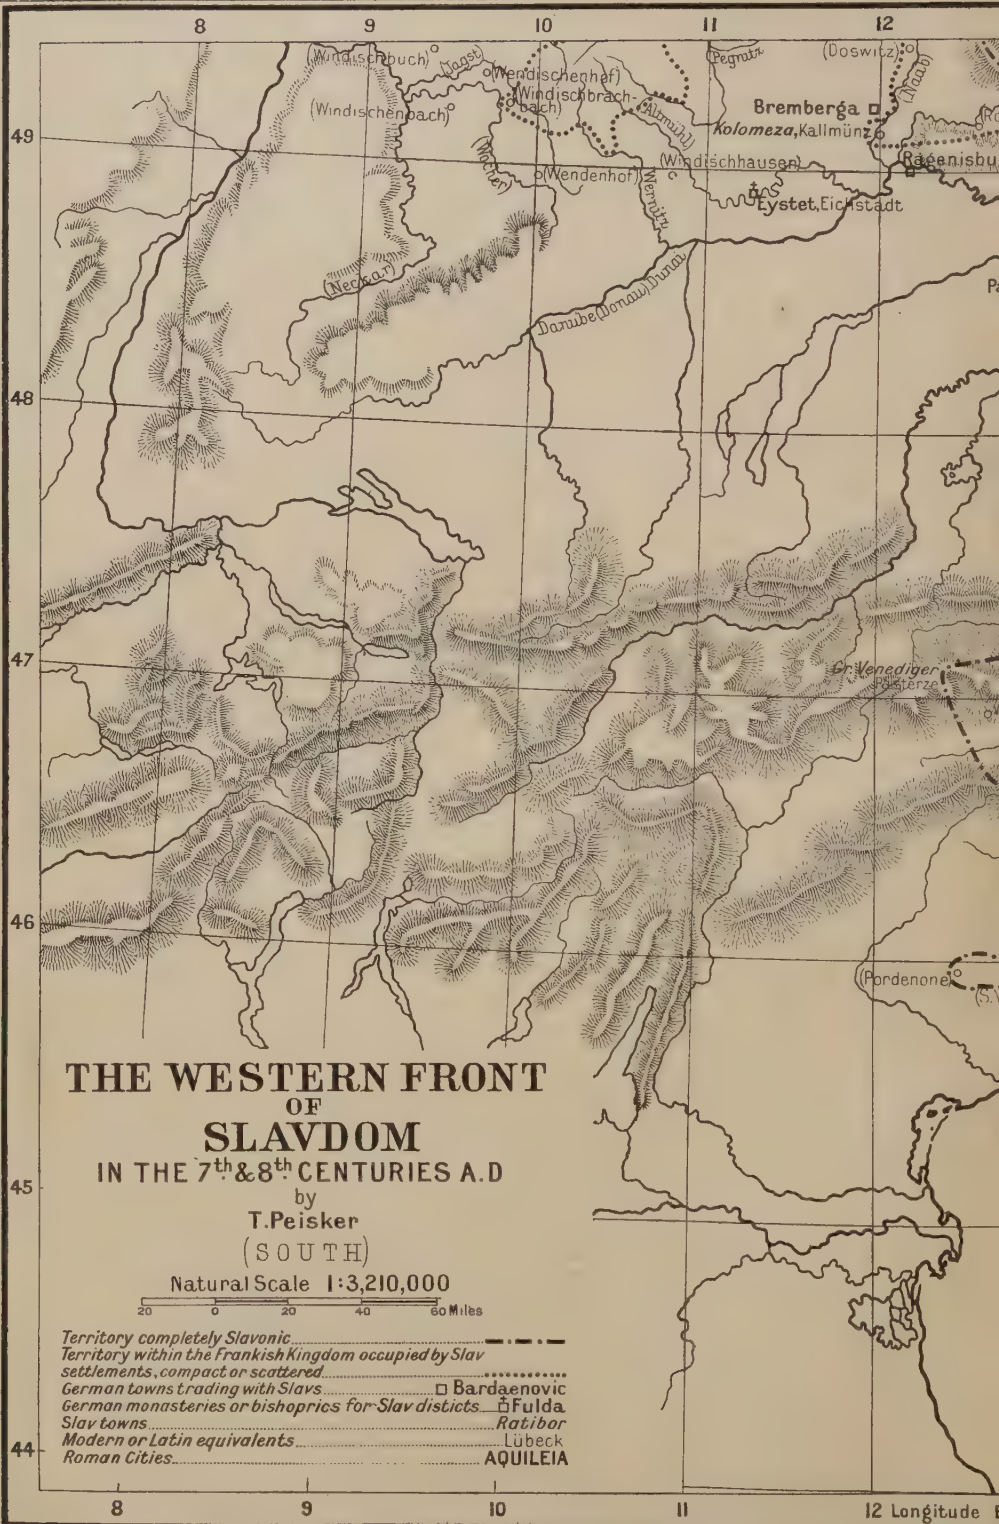 8 9 10 11 12
(Windischbuch)
(Jagst)
(Wendischenhof)
(Pegnitz)
(Doswitz)
(Naab)
(Windischenbach)
(Windischbrach-
bach)
(Altmühl)
Bremberga
Kolomeza, Kallmünz
49
(Wendenhof)
Wernitz
(Windischhausen)
Ragenisbu
Eystet, Eichstädt
(Neckar)
Danube (Donau) Dunai
Pa
48
47
Gr. Venediger
Pasterze
46
(Pordenone)
(S.V
THE WESTERN FRONT
OF
SLAVDOM
IN THE 7th & 8th CENTURIES A.D
by
T. Peisker
(SOUTH)
45
Natural Scale 1:3,210,000
20 0 20 40 60 Miles
Territory completely Slavonic
Territory within the Frankish Kingdom occupied by Slav
settlements, compact or scattered
German towns trading with Slavs Bardaenovic
German monasteries or bishoprics for Slav disticts Fulda
Slav towns Ratibor
Modern or Latin equivalents Lübeck
Roman Cities AQUILEIA
44
8 9 10 11 12 Longitude E